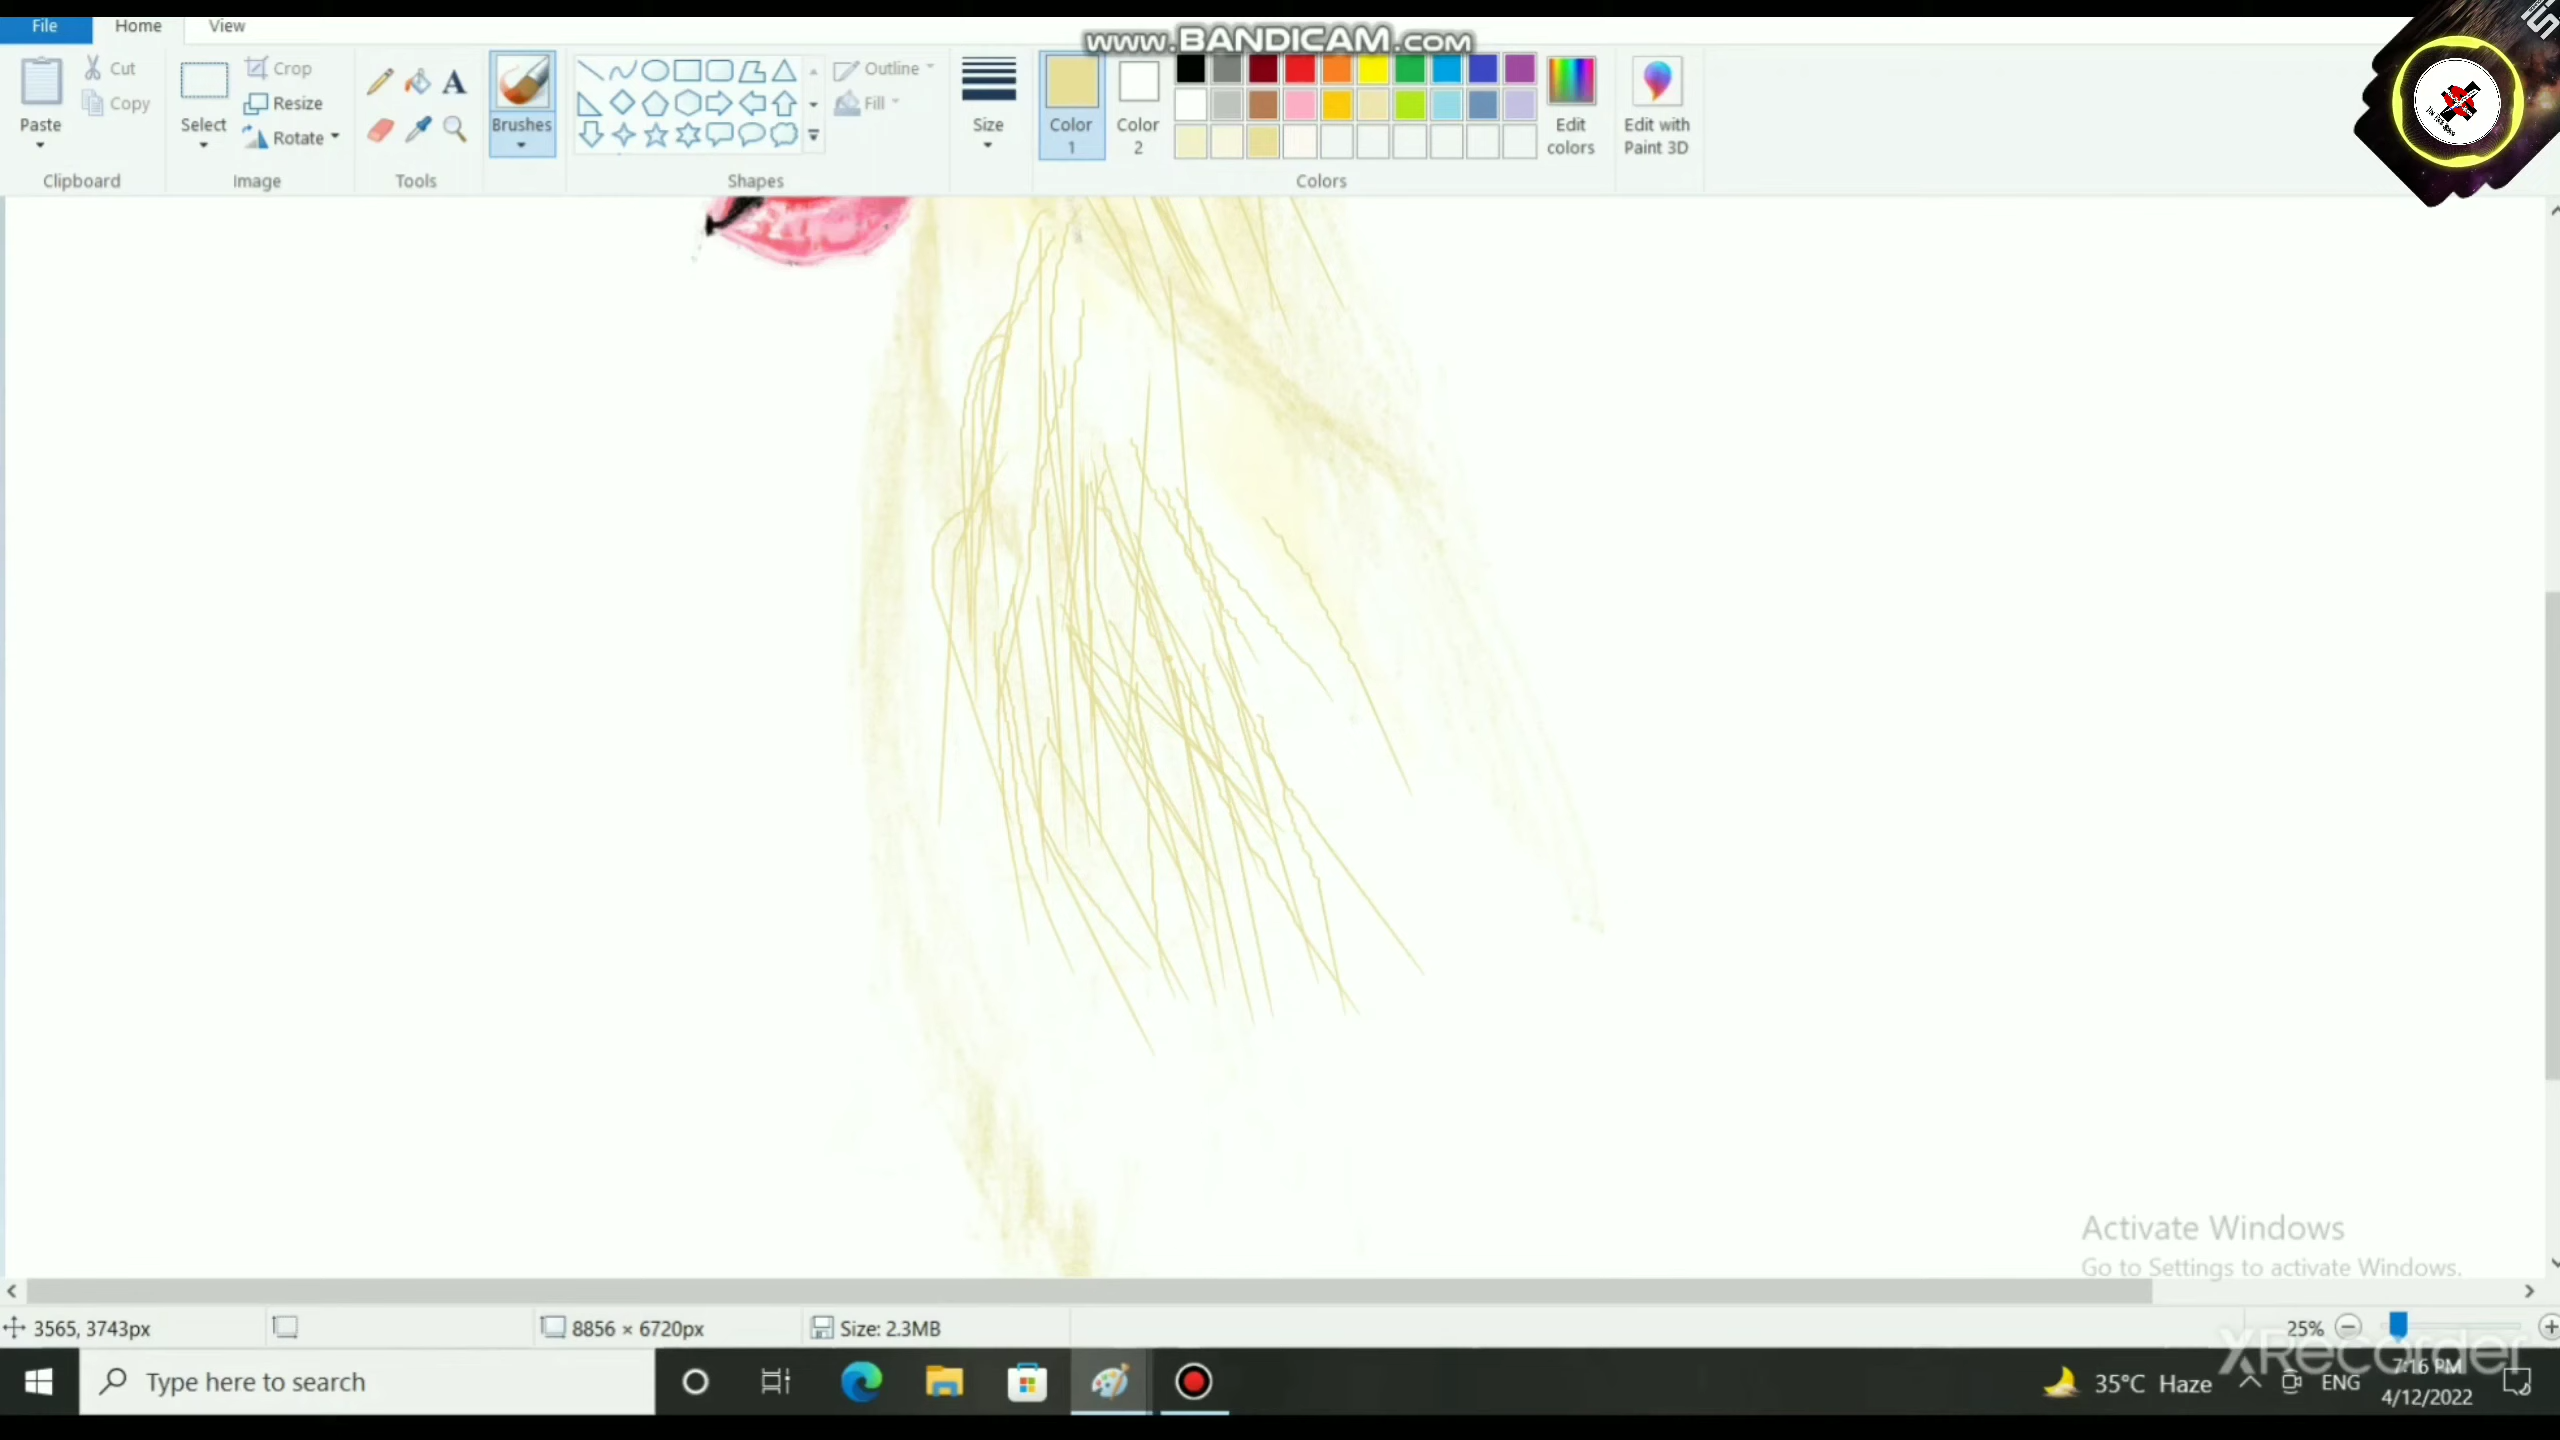 www.BANDICAM.com
File Home View
Cut
Copy
Paste
Clipboard
Select
Crop
Resize
Rotate
Image
A
Tools
Brushes
Outline
Fill
Shapes
Size
Color
1
Color
2
Edit
colors
Colors
Edit with
Paint 3D
Activate Windows
Go to Settings to activate Windows.
3565, 3743px
8856 × 6720px
Size: 2.3MB
25%
XRecorder
Type here to search
35°C Haze
ENG
7:16 PM
4/12/2022